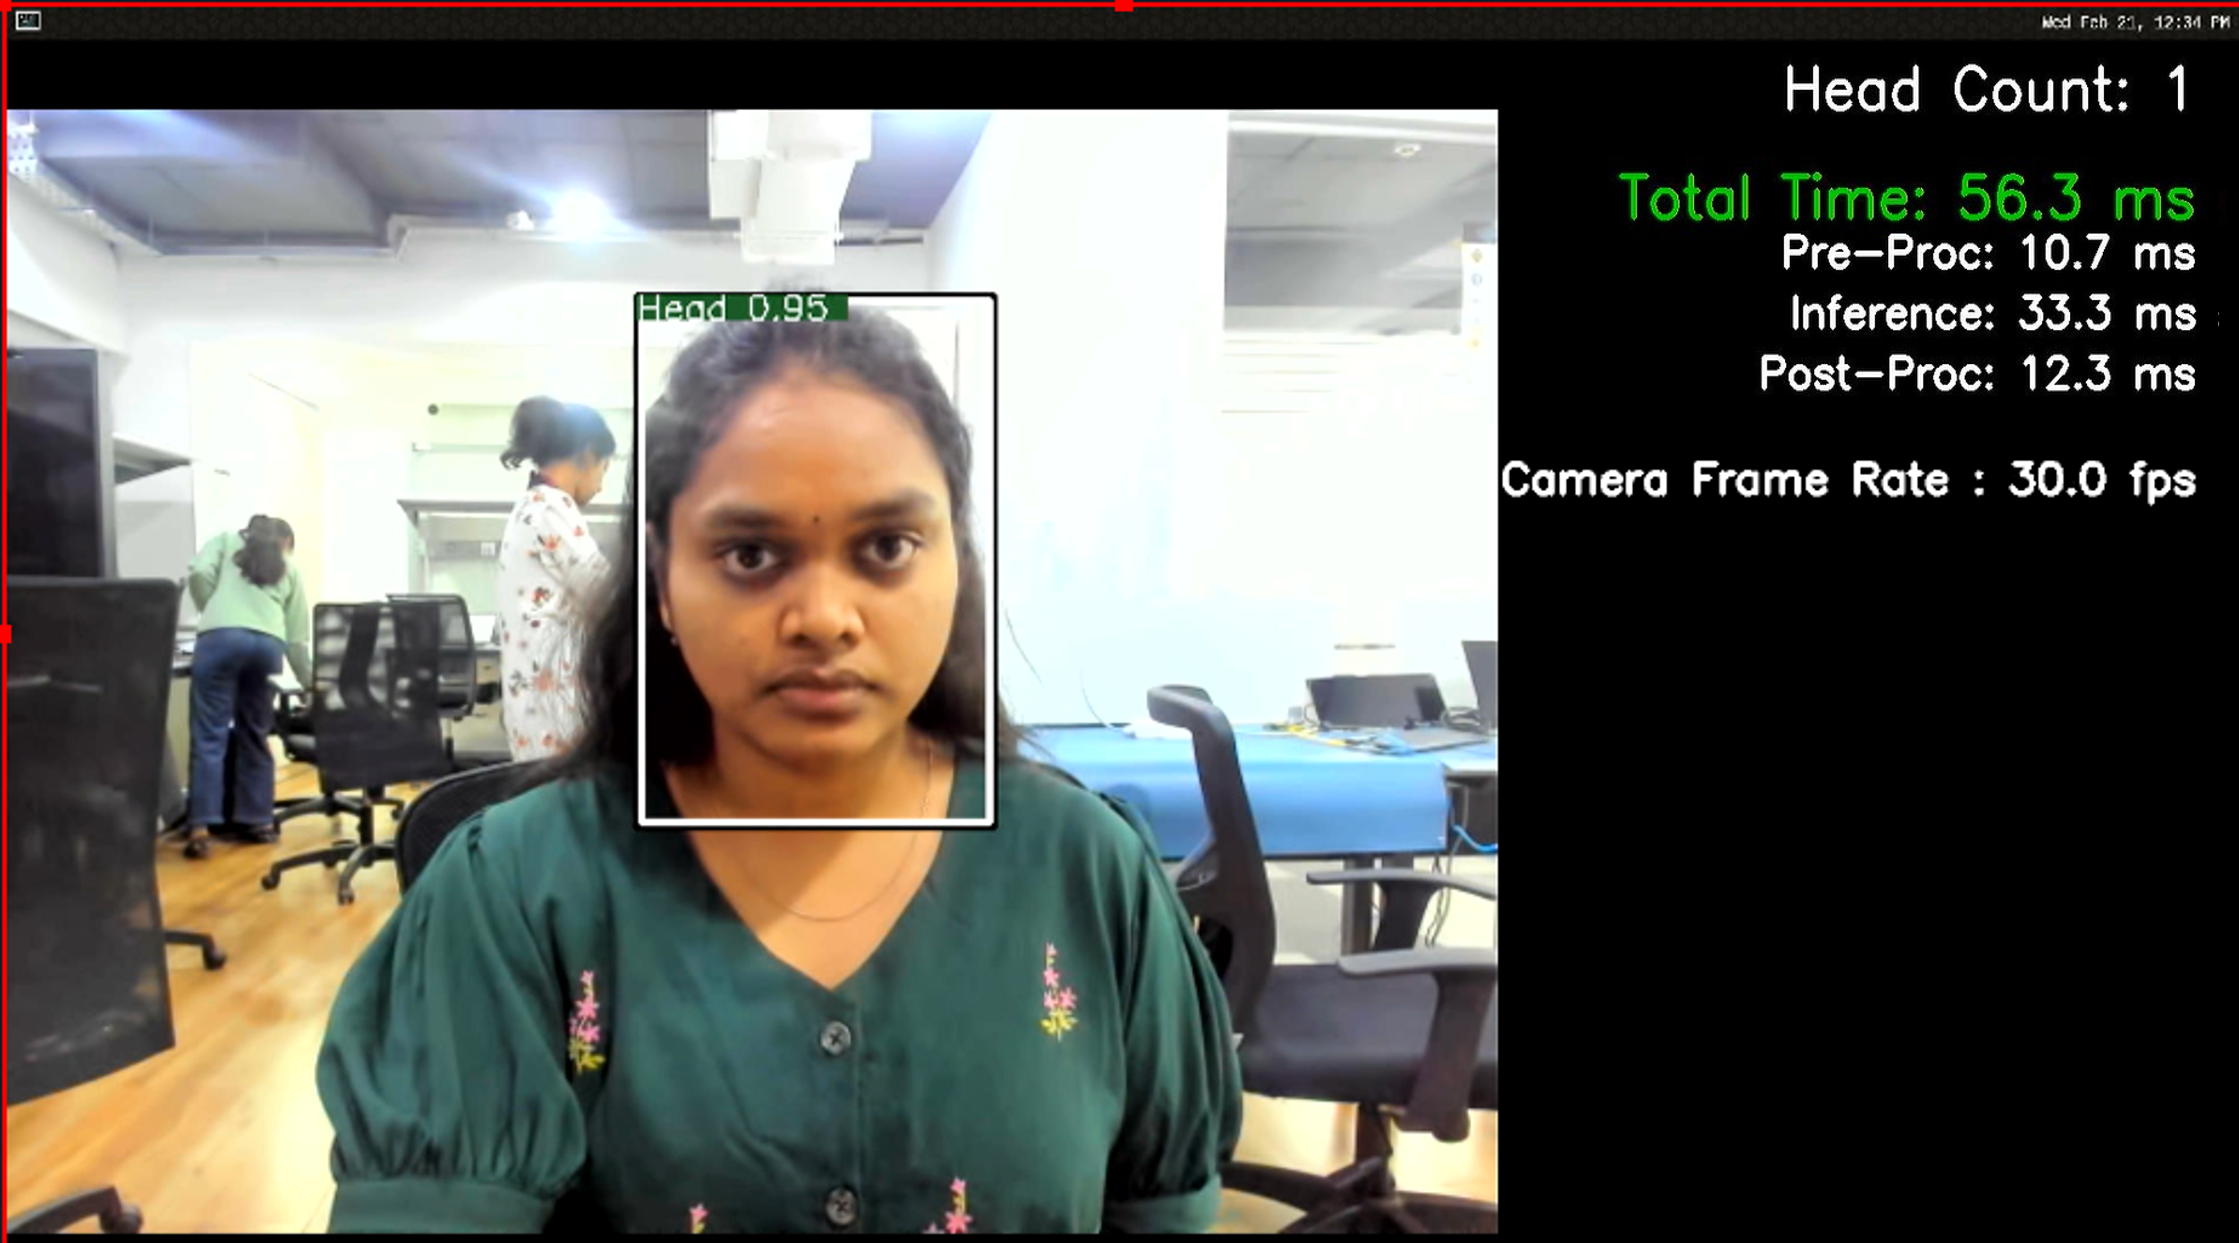 Wed Feb 21, 12:34 PM
Head Count: 1
Total Time: 56.3 ms
Pre-Proc: 10.7 ms
Inference: 33.3 ms
Post-Proc: 12.3 ms
Camera Frame Rate : 30.0 fps
Head 0.95